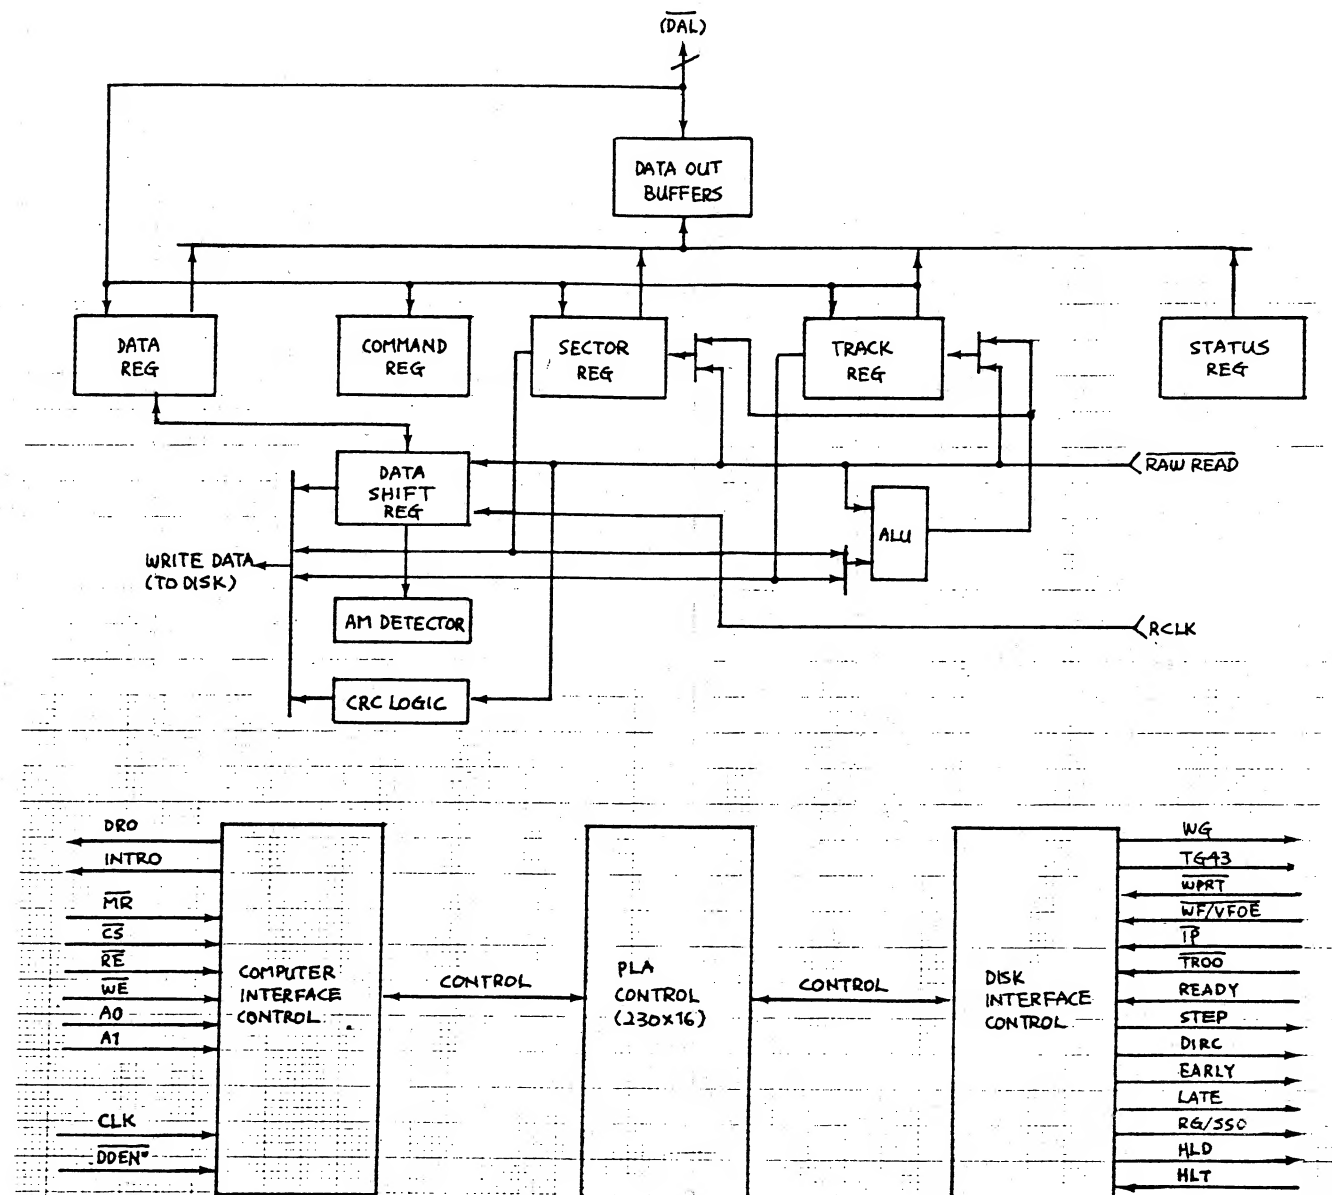 (DAL)
DATA OUT
BUFFERS
DATA
REG
COMMAND
REG
SECTOR
REG
TRACK
REG
STATUS
REG
DATA
SHIFT
REG
RAW READ
ALU
WRITE DATA
(TO DISK)
AM DETECTOR
RCLK
CRC LOGIC
DRO
INTRO
MR
CS
RE
WE
A0
A1
CLK
DDEN
COMPUTER
INTERFACE
CONTROL
CONTROL
PLA
CONTROL
(230x16)
CONTROL
DISK
INTERFACE
CONTROL
WG
TG43
WPRT
WF/VFOE
IP
TROO
READY
STEP
DIRC
EARLY
LATE
RG/SSO
HLD
HLT